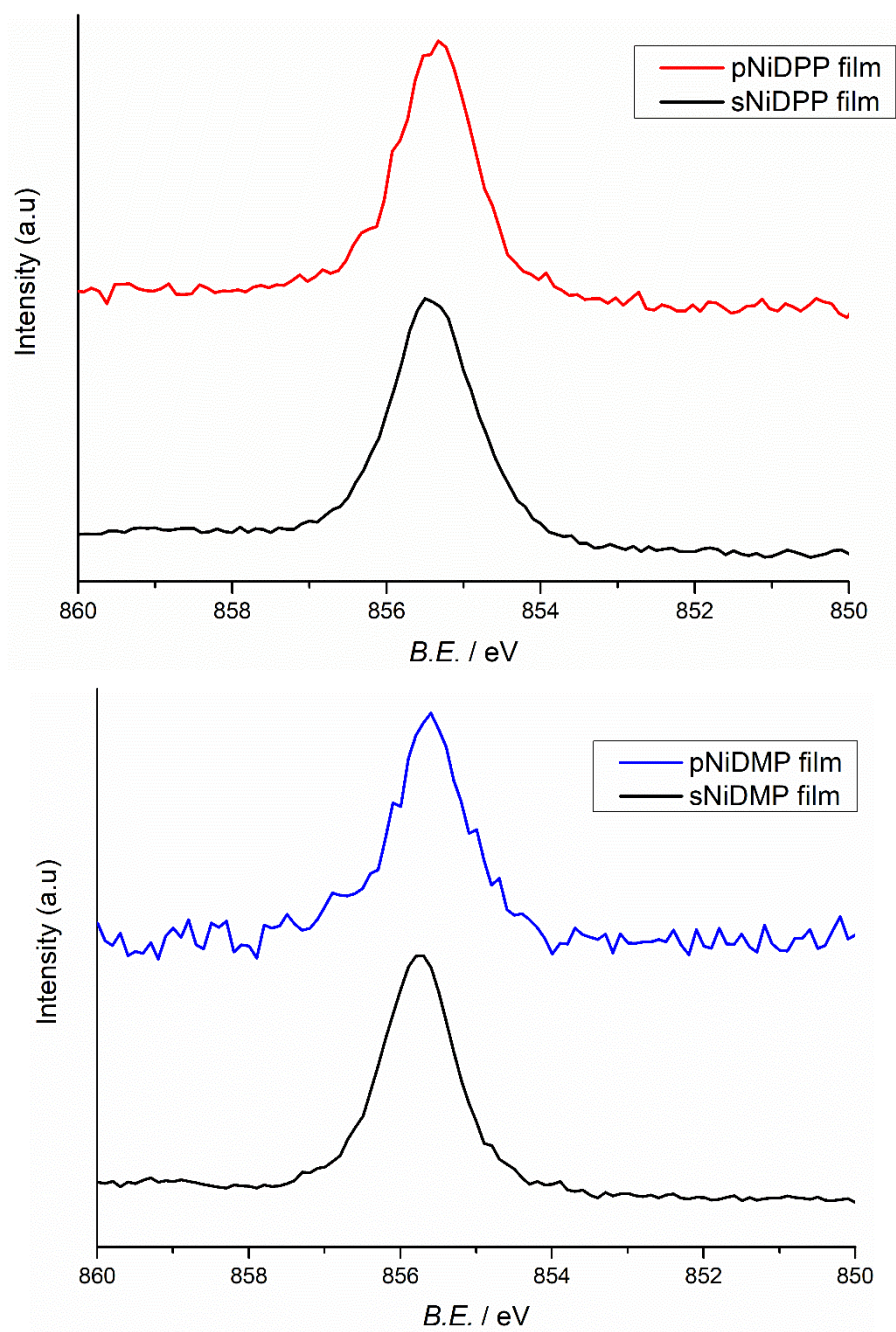 pNiDPP film
sNiDPP film
Intensity (a.u)
860 858 856 854 852 850
B.E. / eV
pNiDMP film
sNiDMP film
Intensity (a.u)
860 858 856 854 852 850
B.E. / eV